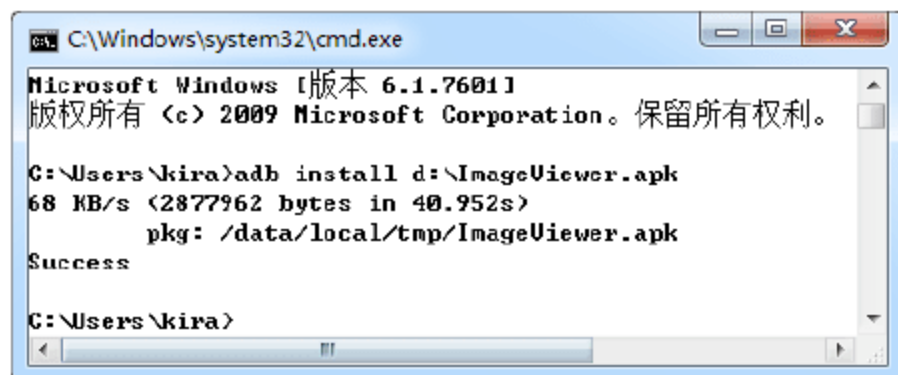 C:\Windows\system32\cmd.exe
Microsoft Windows [版本 6.1.7601]
版权所有 (c) 2009 Microsoft Corporation。保留所有权利。
C:\Users\kira>adb install d:\ImageViewer.apk
68 KB/s (2877962 bytes in 40.952s)
pkg: /data/local/tmp/ImageViewer.apk
Success
C:\Users\kira>